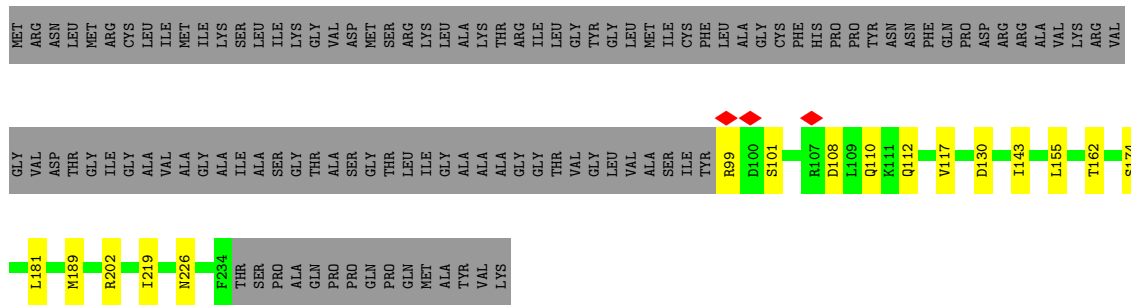 MET ARG ASN LEU MET ARG CYS LEU ILE MET ILE LYS SER LEU ILE LYS GLY VAL ASP MET SER ARG LYS LEU ALA LYS THR ARG ILE LEU GLY TYR GLY LEU MET ILE CYS PHE LEU ALA GLY CYS PHE HIS PRO PRO TYR ASN ASN PHE GLN PRO ASP ARG ARG ALA VAL LYS ARG VAL
GLY VAL ASP THR GLY ILE GLY ALA VAL ALA GLY ALA ILE ALA SER GLY THR ALA SER GLY THR LEU ILE GLY ALA ALA ALA GLY GLY THR VAL GLY LEU VAL ALA SER ILE TYR R99 D100 S101 R107 D108 L109 Q110 K111 Q112 V117 D130 I143 L155 T162 S174
L181 M189 R202 I219 N226 F234 THR SER PRO ALA GLN PRO PRO GLN PRO GLN MET ALA TYR VAL LYS